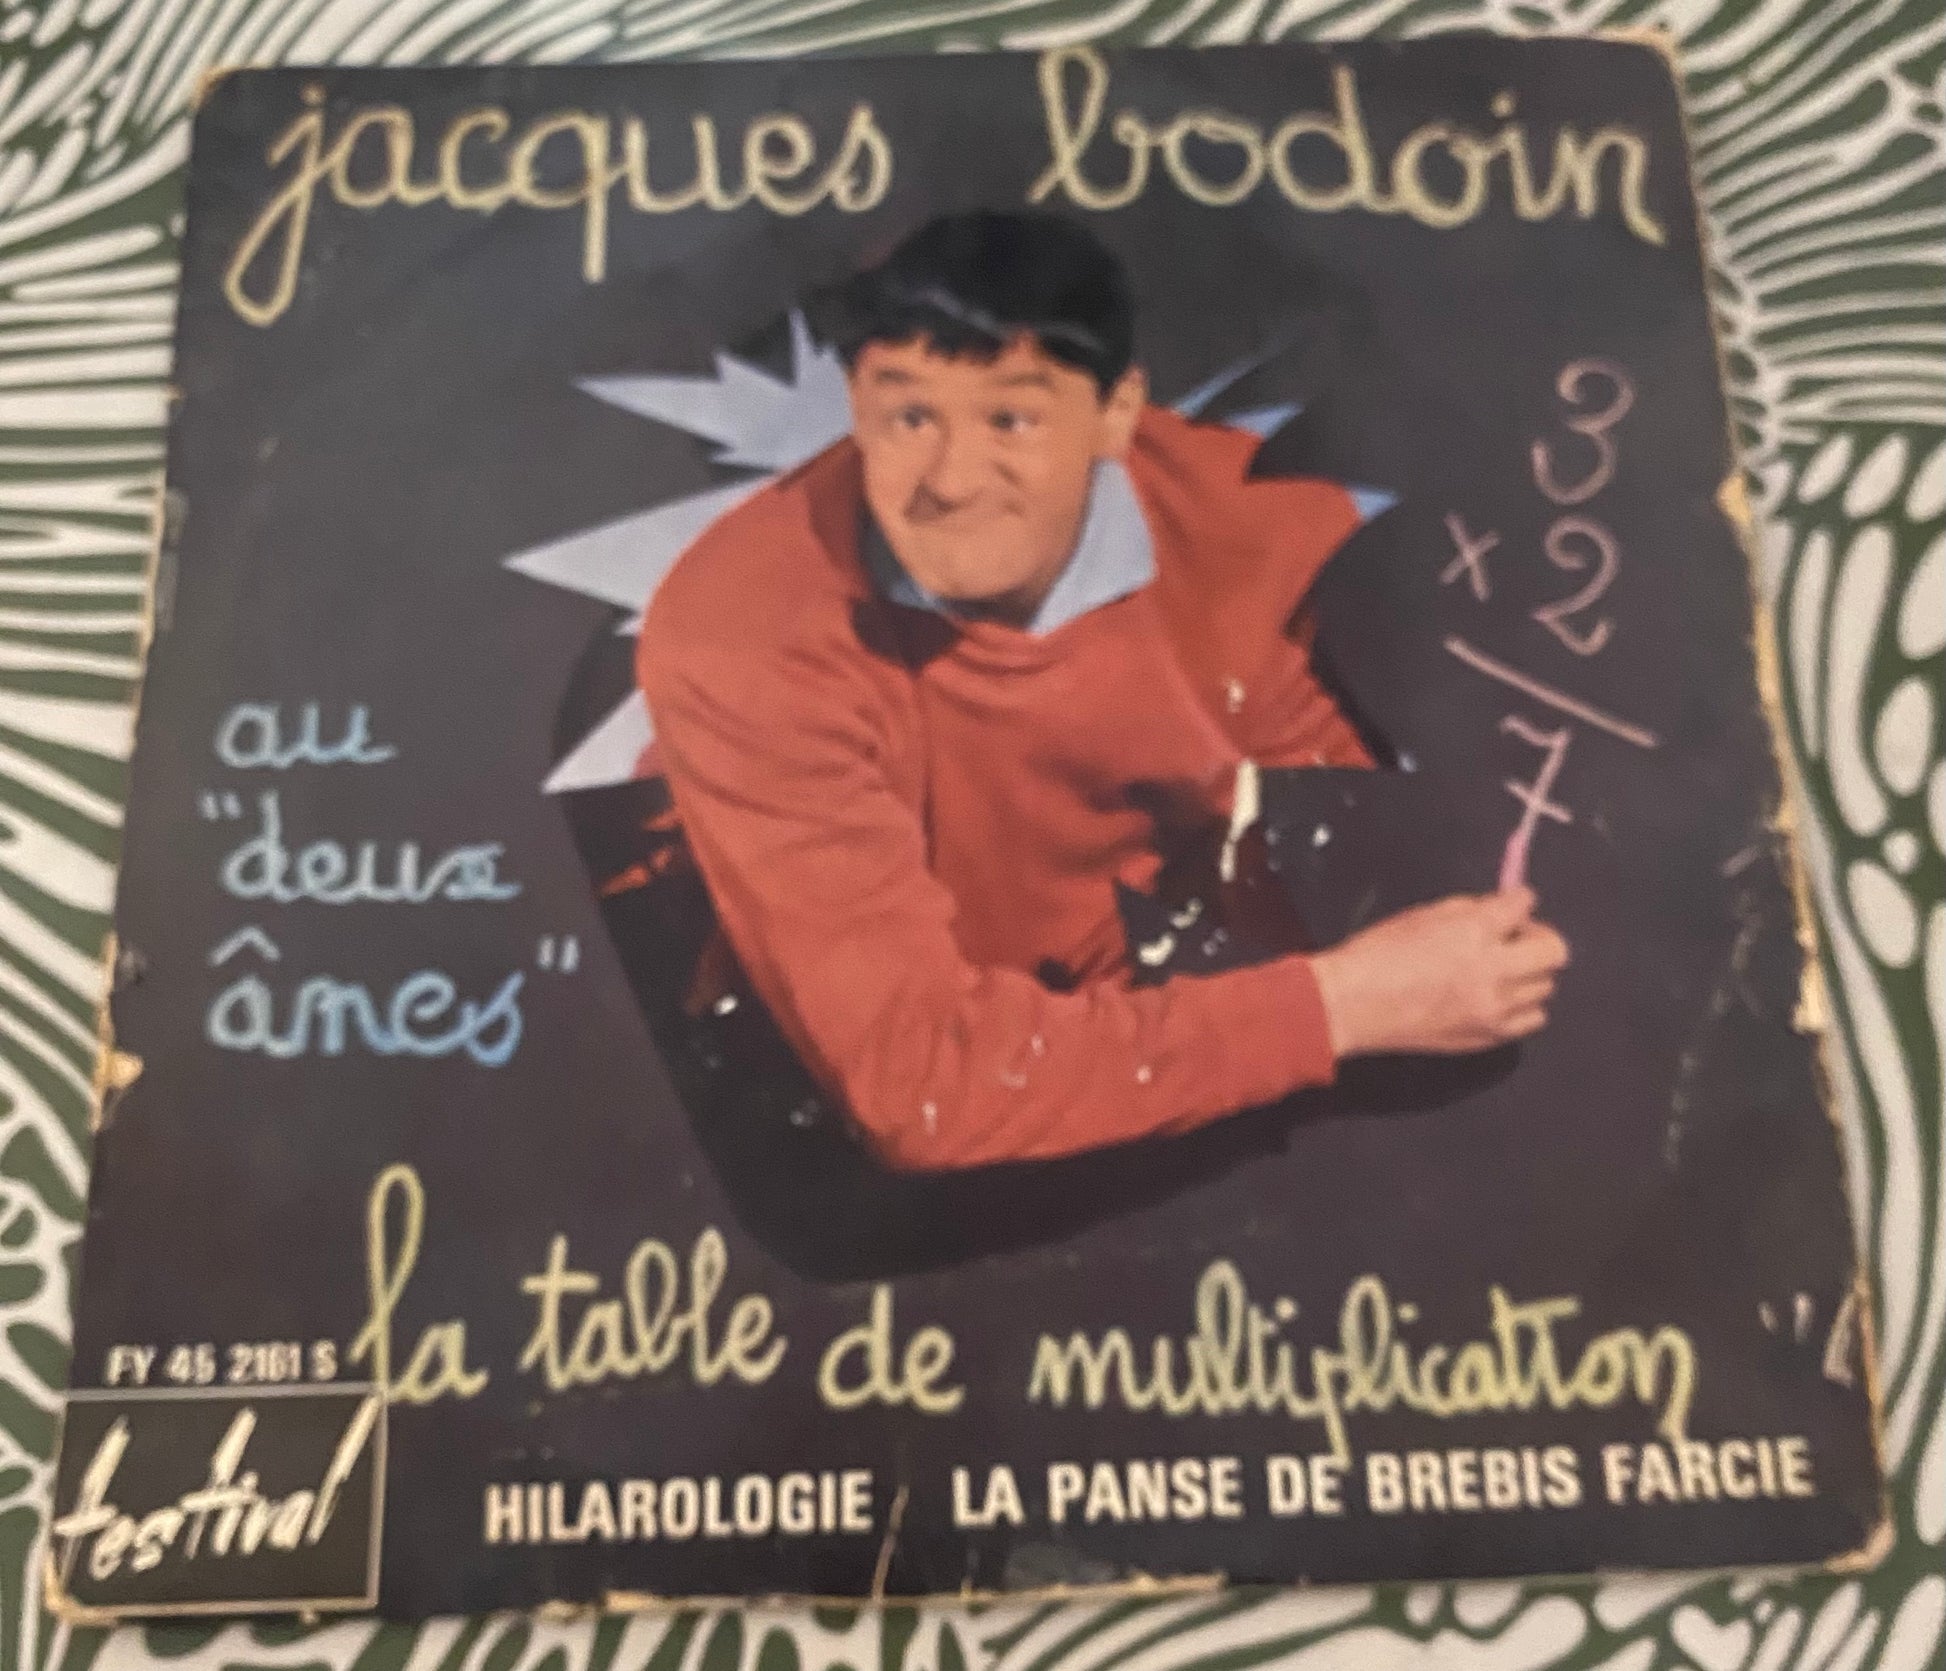 jacques bodoin
3
x 2
7
au
"deux
ânes"
la table de multiplication
FY 45 2161 S
festival
HILAROLOGIE LA PANSE DE BREBIS FARCIE